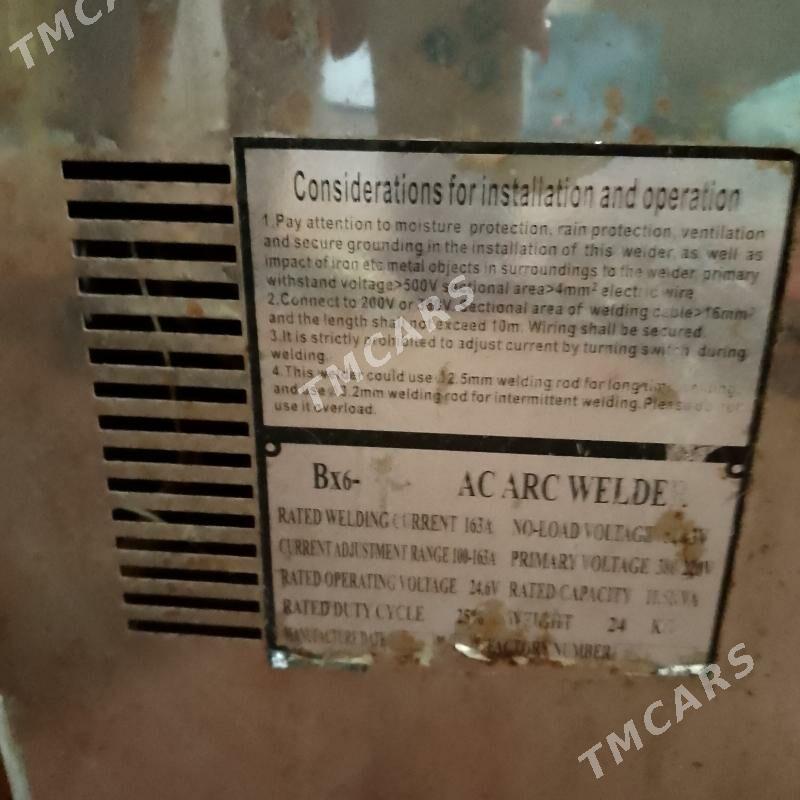 TMCARS
Considerations for installation and operation
1.Pay attention to moisture protection, rain protection, ventilation
and secure grounding in the installation of this welder, as well as
impact of iron etc metal objects in surroundings to the welder, primary
withstand voltage>500V sectional area>4mm² electric wire
2.Connect to 200V or sectional area of welding cable>16mm²
and the length shall not exceed 10m. Wiring shall be secured.
3.It is strictly prohibited to adjust current by turning switch during
welding.
4.This welder could use 2.5mm welding rod for
and use 3.2mm welding rod for intermittent welding. Please do not
use it overload.
TMCARS
Bx6- AC ARC WELDE
RATED WELDING CURRENT 163A NO-LOAD VOLTAGE
CURRENT ADJUSTMENT RANGE 100-163A PRIMARY VOLTAGE 380 220V
RATED OPERATING VOLTAGE 24.6V RATED CAPACITY
RATED DUTY CYCLE 25% WEIGHT 24
MANUFACTURE DATE FACTORY NUMBER
TMCARS